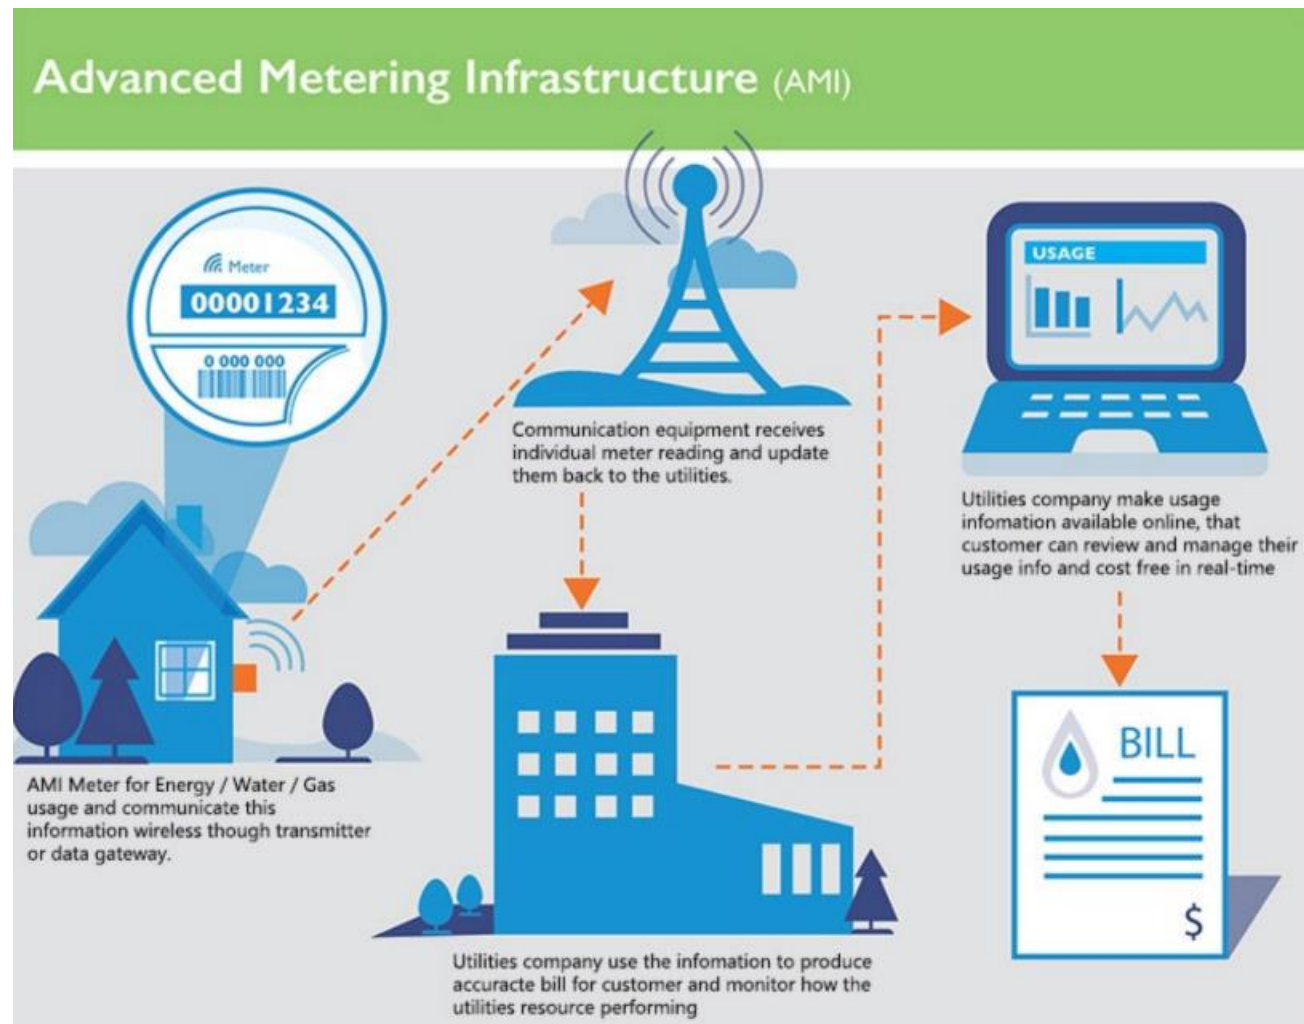 Advanced Metering Infrastructure (AMI)
Meter
00001234
0 000 000
AMI Meter for Energy / Water / Gas
usage and communicate this
information wireless though transmitter
or data gateway.
Communication equipment receives
individual meter reading and update
them back to the utilities.
Utilities company use the infomation to produce
accuracte bill for customer and monitor how the
utilities resource performing
USAGE
Utilities company make usage
infomation available online, that
customer can review and manage their
usage info and cost free in real-time
BILL
$